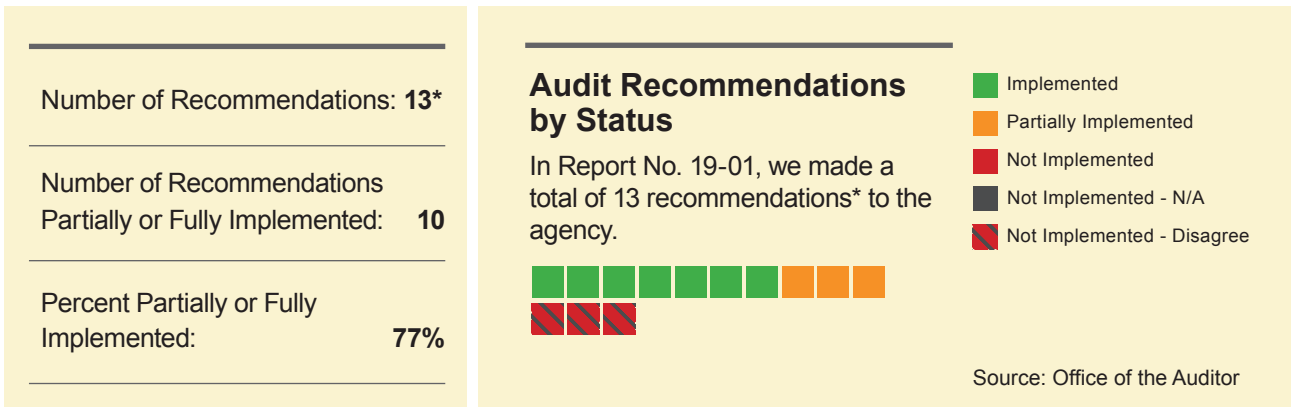 Number of Recommendations: 13*
Number of Recommendations
Partially or Fully Implemented: 10
Percent Partially or Fully
Implemented: 77%
Audit Recommendations
by Status
In Report No. 19-01, we made a
total of 13 recommendations* to the
agency.
Implemented
Partially Implemented
Not Implemented
Not Implemented - N/A
Not Implemented - Disagree
Source: Office of the Auditor